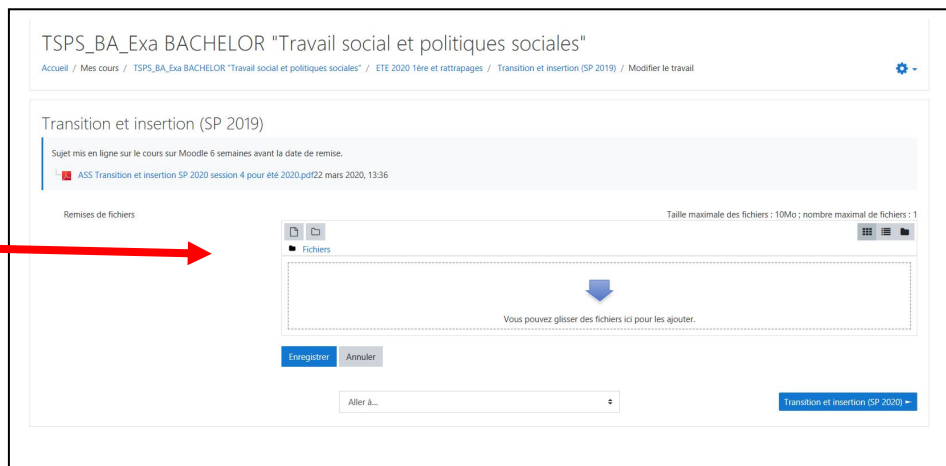 TSPS_BA_Exa BACHELOR "Travail social et politiques sociales"
Accueil / Mes cours / TSPS_BA_Exa BACHELOR "Travail social et politiques sociales" / ETE 2020 1ère et rattrapages / Transition et insertion (SP 2019) / Modifier le travail
Transition et insertion (SP 2019)
Sujet mis en ligne sur le cours sur Moodle 6 semaines avant la date de remise.
ASS Transition et insertion SP 2020 session 4 pour été 2020.pdf22 mars 2020, 13:36
Remises de fichiers
Taille maximale des fichiers : 10Mo ; nombre maximal de fichiers : 1
Fichiers
Vous pouvez glisser des fichiers ici pour les ajouter.
Enregistrer Annuler
Aller à...
Transition et insertion (SP 2020) ►